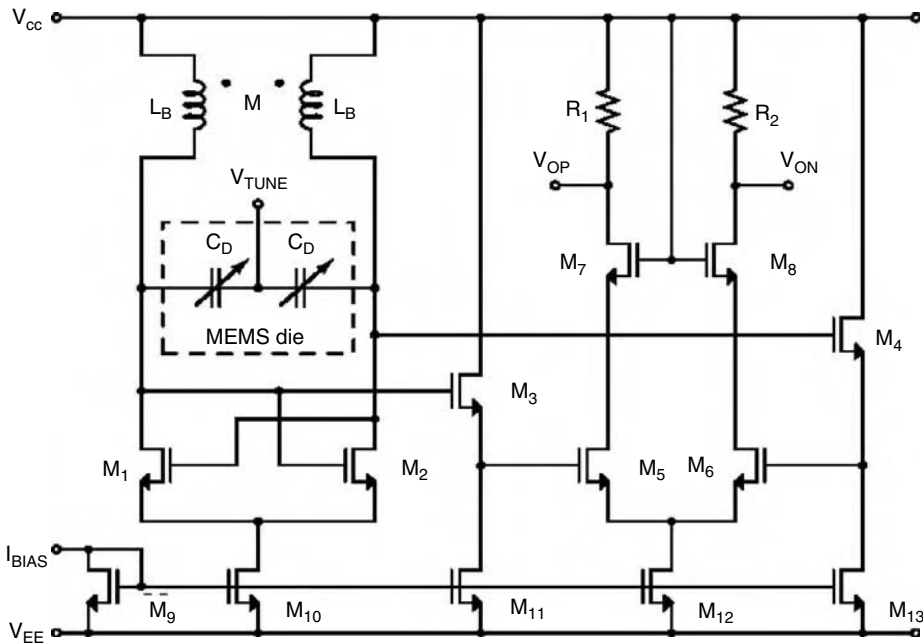 V_CC
L_B M L_B
R_1 R_2
V_TUNE
V_OP V_ON
C_D C_D
M_7 M_8
MEMS die
M_4
M_3
M_1 M_2 M_5 M_6
I_BIAS
M_9 M_10 M_11 M_12 M_13
V_EE